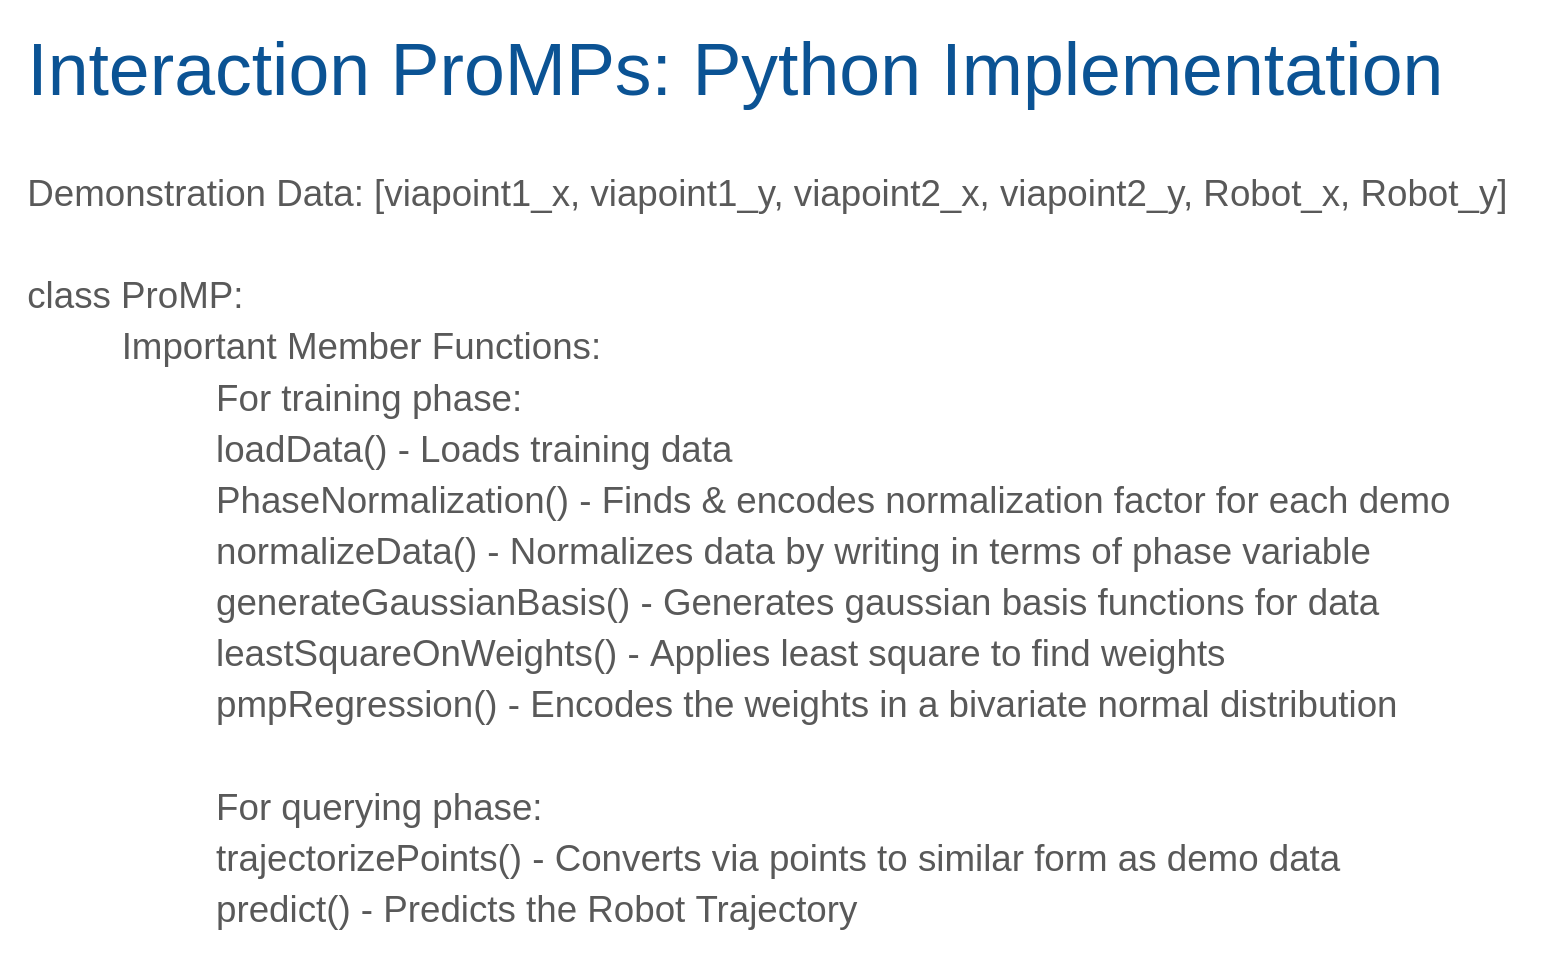 Interaction ProMPs: Python Implementation
Demonstration Data: [viapoint1_x, viapoint1_y, viapoint2_x, viapoint2_y, Robot_x, Robot_y]
class ProMP:
Important Member Functions:
For training phase:
loadData() - Loads training data
PhaseNormalization() - Finds & encodes normalization factor for each demo
normalizeData() - Normalizes data by writing in terms of phase variable
generateGaussianBasis() - Generates gaussian basis functions for data
leastSquareOnWeights() - Applies least square to find weights
pmpRegression() - Encodes the weights in a bivariate normal distribution
For querying phase:
trajectorizePoints() - Converts via points to similar form as demo data
predict() - Predicts the Robot Trajectory